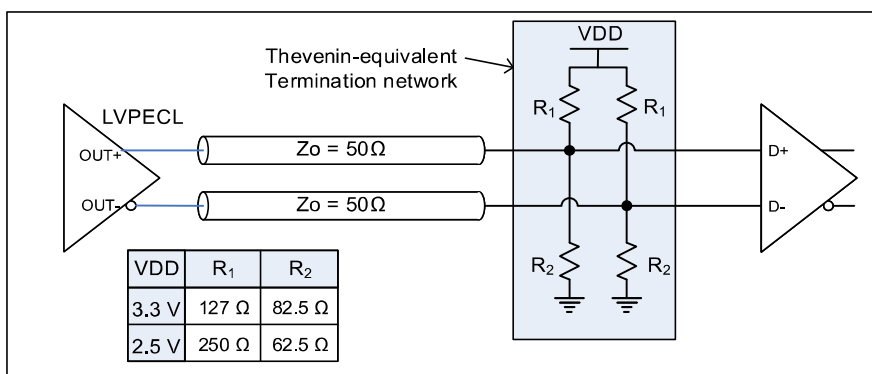 VDD
Thevenin-equivalent
Termination network
R₁ R₁
LVPECL
OUT+ Zo = 50Ω D+
OUT- Zo = 50Ω D-
R₂ R₂
VDD R₁ R₂
3.3 V 127 Ω 82.5 Ω
2.5 V 250 Ω 62.5 Ω